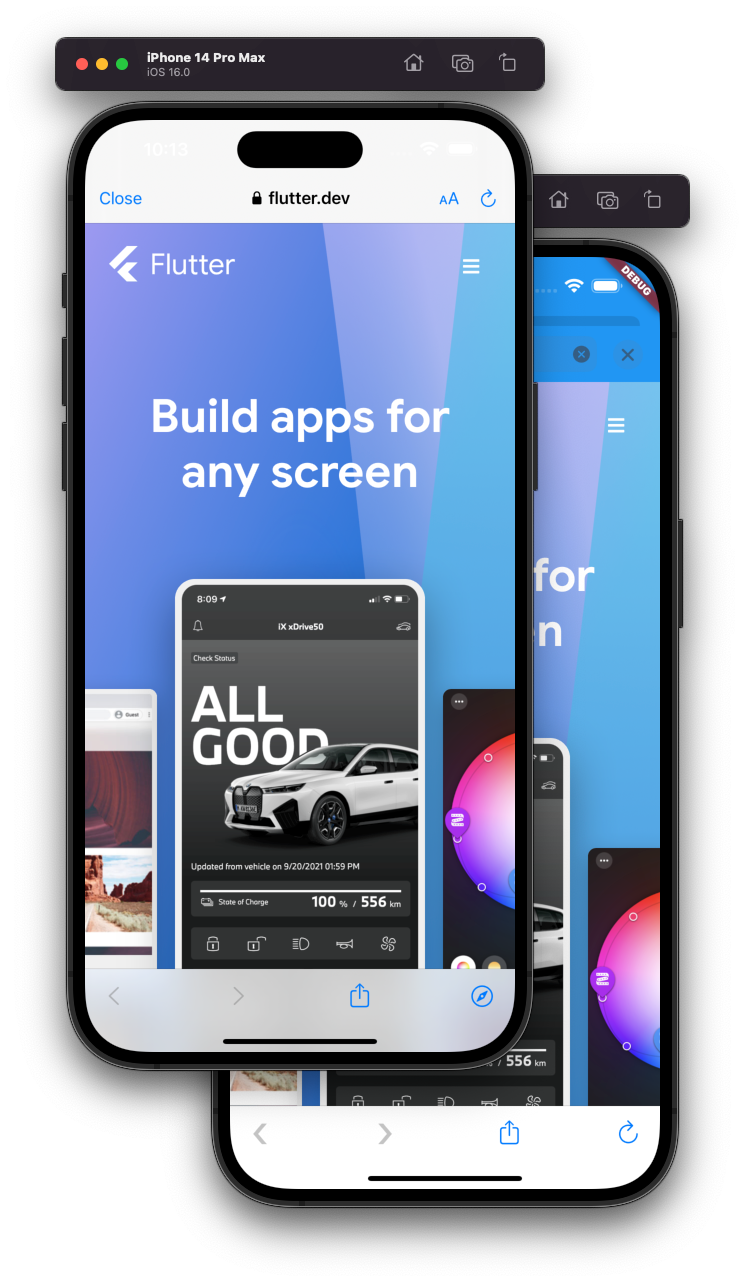 iPhone 14 Pro Max
iOS 16.0
10:13
Close
flutter.dev
AA
Flutter
Build apps for
any screen
8:09
iX xDrive50
Check Status
ALL
GOOD
Guest
Updated from vehicle on 9/20/2021 01:59 PM
State of Charge
100 % / 556 km
DEBUG
for
n
% / 556 km